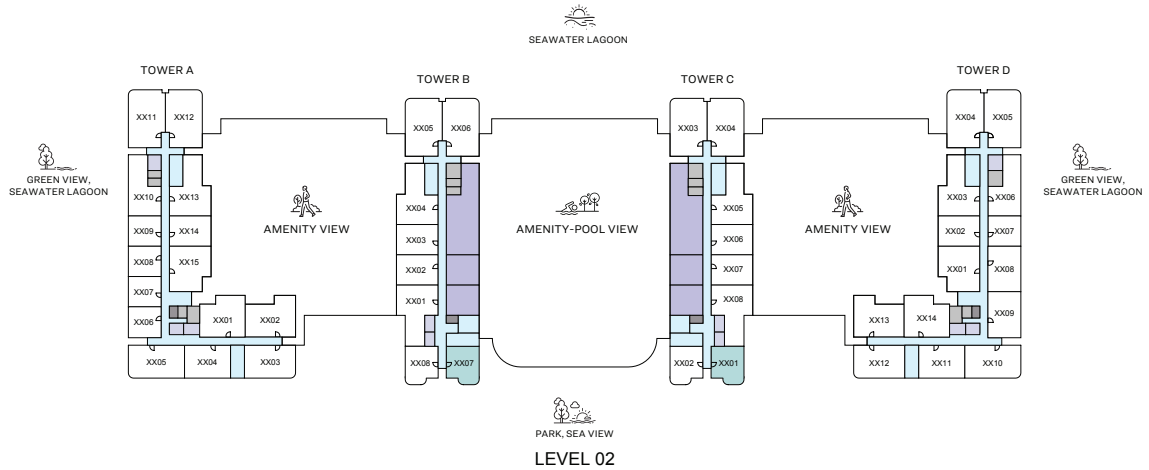 SEAWATER LAGOON
TOWER A
TOWER B
TOWER C
TOWER D
XX11 XX12
XX05 XX06
XX03 XX04
XX04 XX05
GREEN VIEW,
SEAWATER LAGOON
GREEN VIEW,
SEAWATER LAGOON
XX10 XX13
XX04
XX05
XX03 XX06
XX09 XX14
AMENITY VIEW
XX03
AMENITY-POOL VIEW
XX06
AMENITY VIEW
XX02 XX07
XX08 XX15
XX02
XX07
XX01 XX08
XX07
XX01
XX08
XX06
XX01 XX02
XX13 XX14
XX09
XX05 XX04 XX03
XX08 XX07
XX02 XX01
XX12 XX11 XX10
PARK, SEA VIEW
LEVEL 02